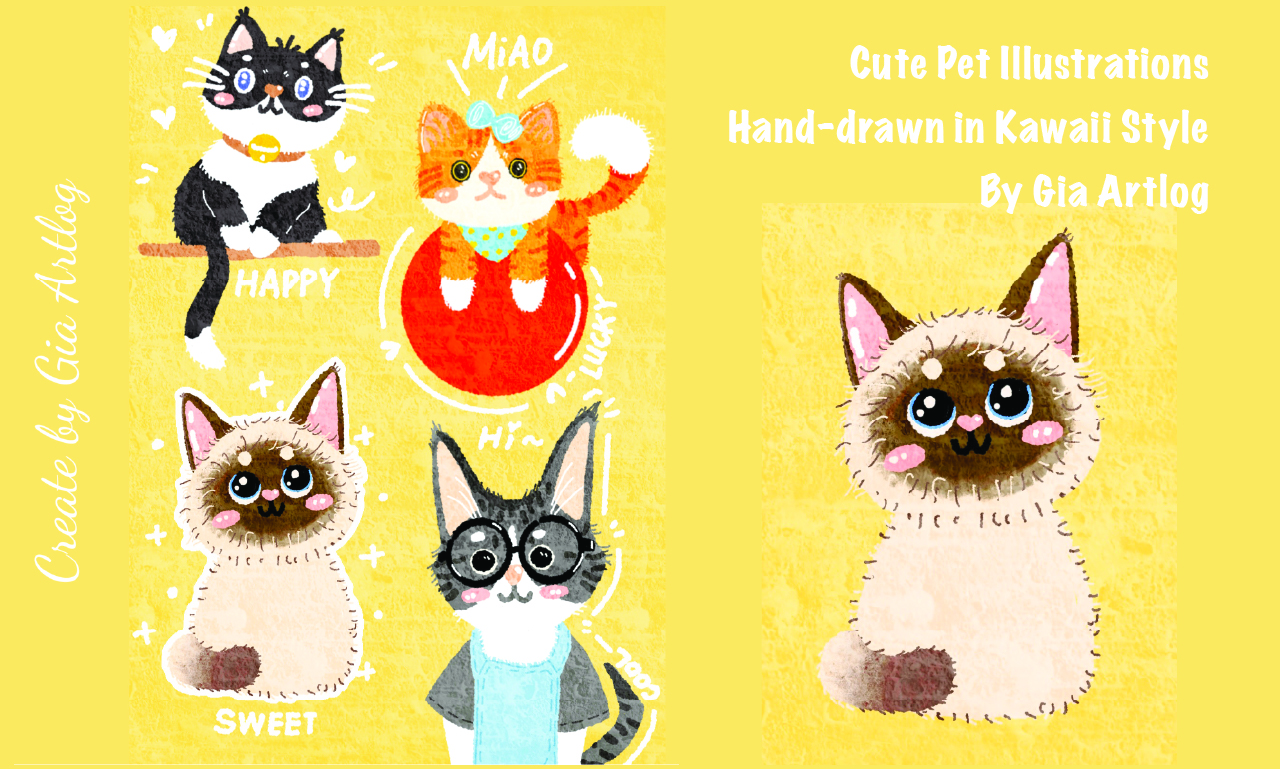 Create by Gia Artlog
HAPPY
MiAO
LUCKY
SWEET
Hi~
COOL
Cute Pet Illustrations
Hand-drawn in Kawaii Style
By Gia Artlog